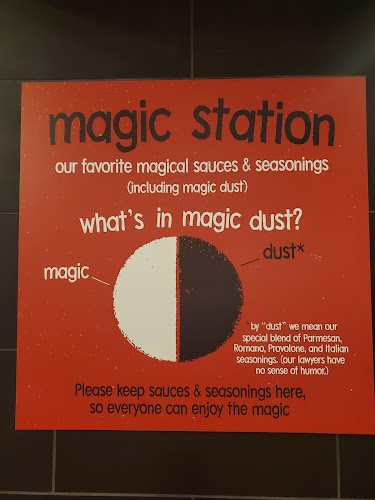 magic station
our favorite magical sauces & seasonings
(including magic dust)
what's in magic dust?
magic
dust*
* by "dust" we mean our
special blend of Parmesan,
Romano, Provolone, and Italian
seasonings. (our lawyers have
no sense of humor.)
Please keep sauces & seasonings here,
so everyone can enjoy the magic